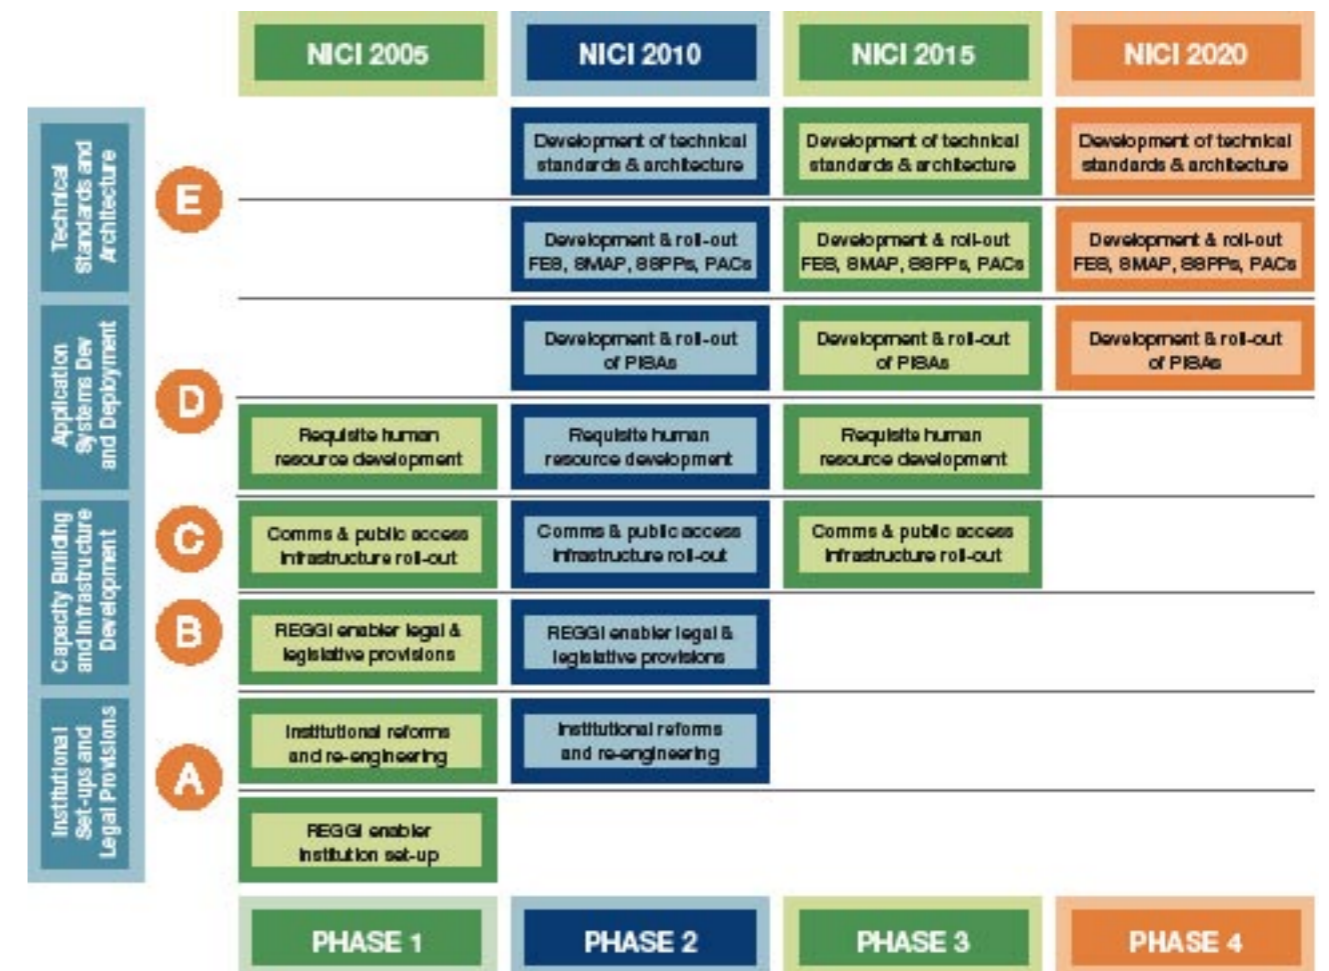 NICI 2005
NICI 2010
NICI 2015
NICI 2020
Technical
Standards and
Architecture
E
Development of technical
standards & architecture
Development of technical
standards & architecture
Development of technical
standards & architecture
Development & roll-out
FES, SMAP, SSPPs, PACs
Development & roll-out
FES, SMAP, SSPPs, PACs
Development & roll-out
FES, SMAP, SSPPs, PACs
Application
Systems Dev
and Deployment
D
Development & roll-out
of PISAs
Development & roll-out
of PISAs
Development & roll-out
of PISAs
Requisite human
resource development
Requisite human
resource development
Requisite human
resource development
Capacity Building
and Infrastructure
Development
C
Comms & public access
infrastructure roll-out
Comms & public access
infrastructure roll-out
Comms & public access
infrastructure roll-out
B
REGGI enabler legal &
legislative provisions
REGGI enabler legal &
legislative provisions
Institutional
Set-ups and
Legal Provisions
A
Institutional reforms
and re-engineering
Institutional reforms
and re-engineering
REGGI enabler
institution set-up
PHASE 1
PHASE 2
PHASE 3
PHASE 4